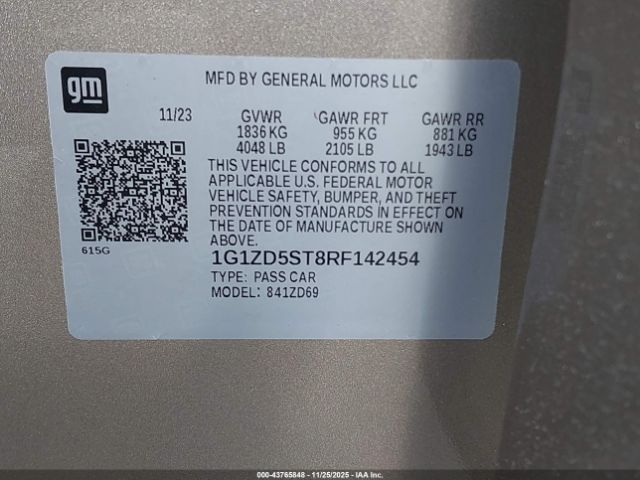 gm
MFD BY GENERAL MOTORS LLC
11/23 GVWR GAWR FRT GAWR RR
1836 KG 955 KG 881 KG
4048 LB 2105 LB 1943 LB
THIS VEHICLE CONFORMS TO ALL
APPLICABLE U.S. FEDERAL MOTOR
VEHICLE SAFETY, BUMPER, AND THEFT
PREVENTION STANDARDS IN EFFECT ON
THE DATE OF MANUFACTURE SHOWN
ABOVE.
615G
1G1ZD5ST8RF142454
TYPE: PASS CAR
MODEL: 841ZD69
000-43765848 - 11/25/2025 - IAA Inc.